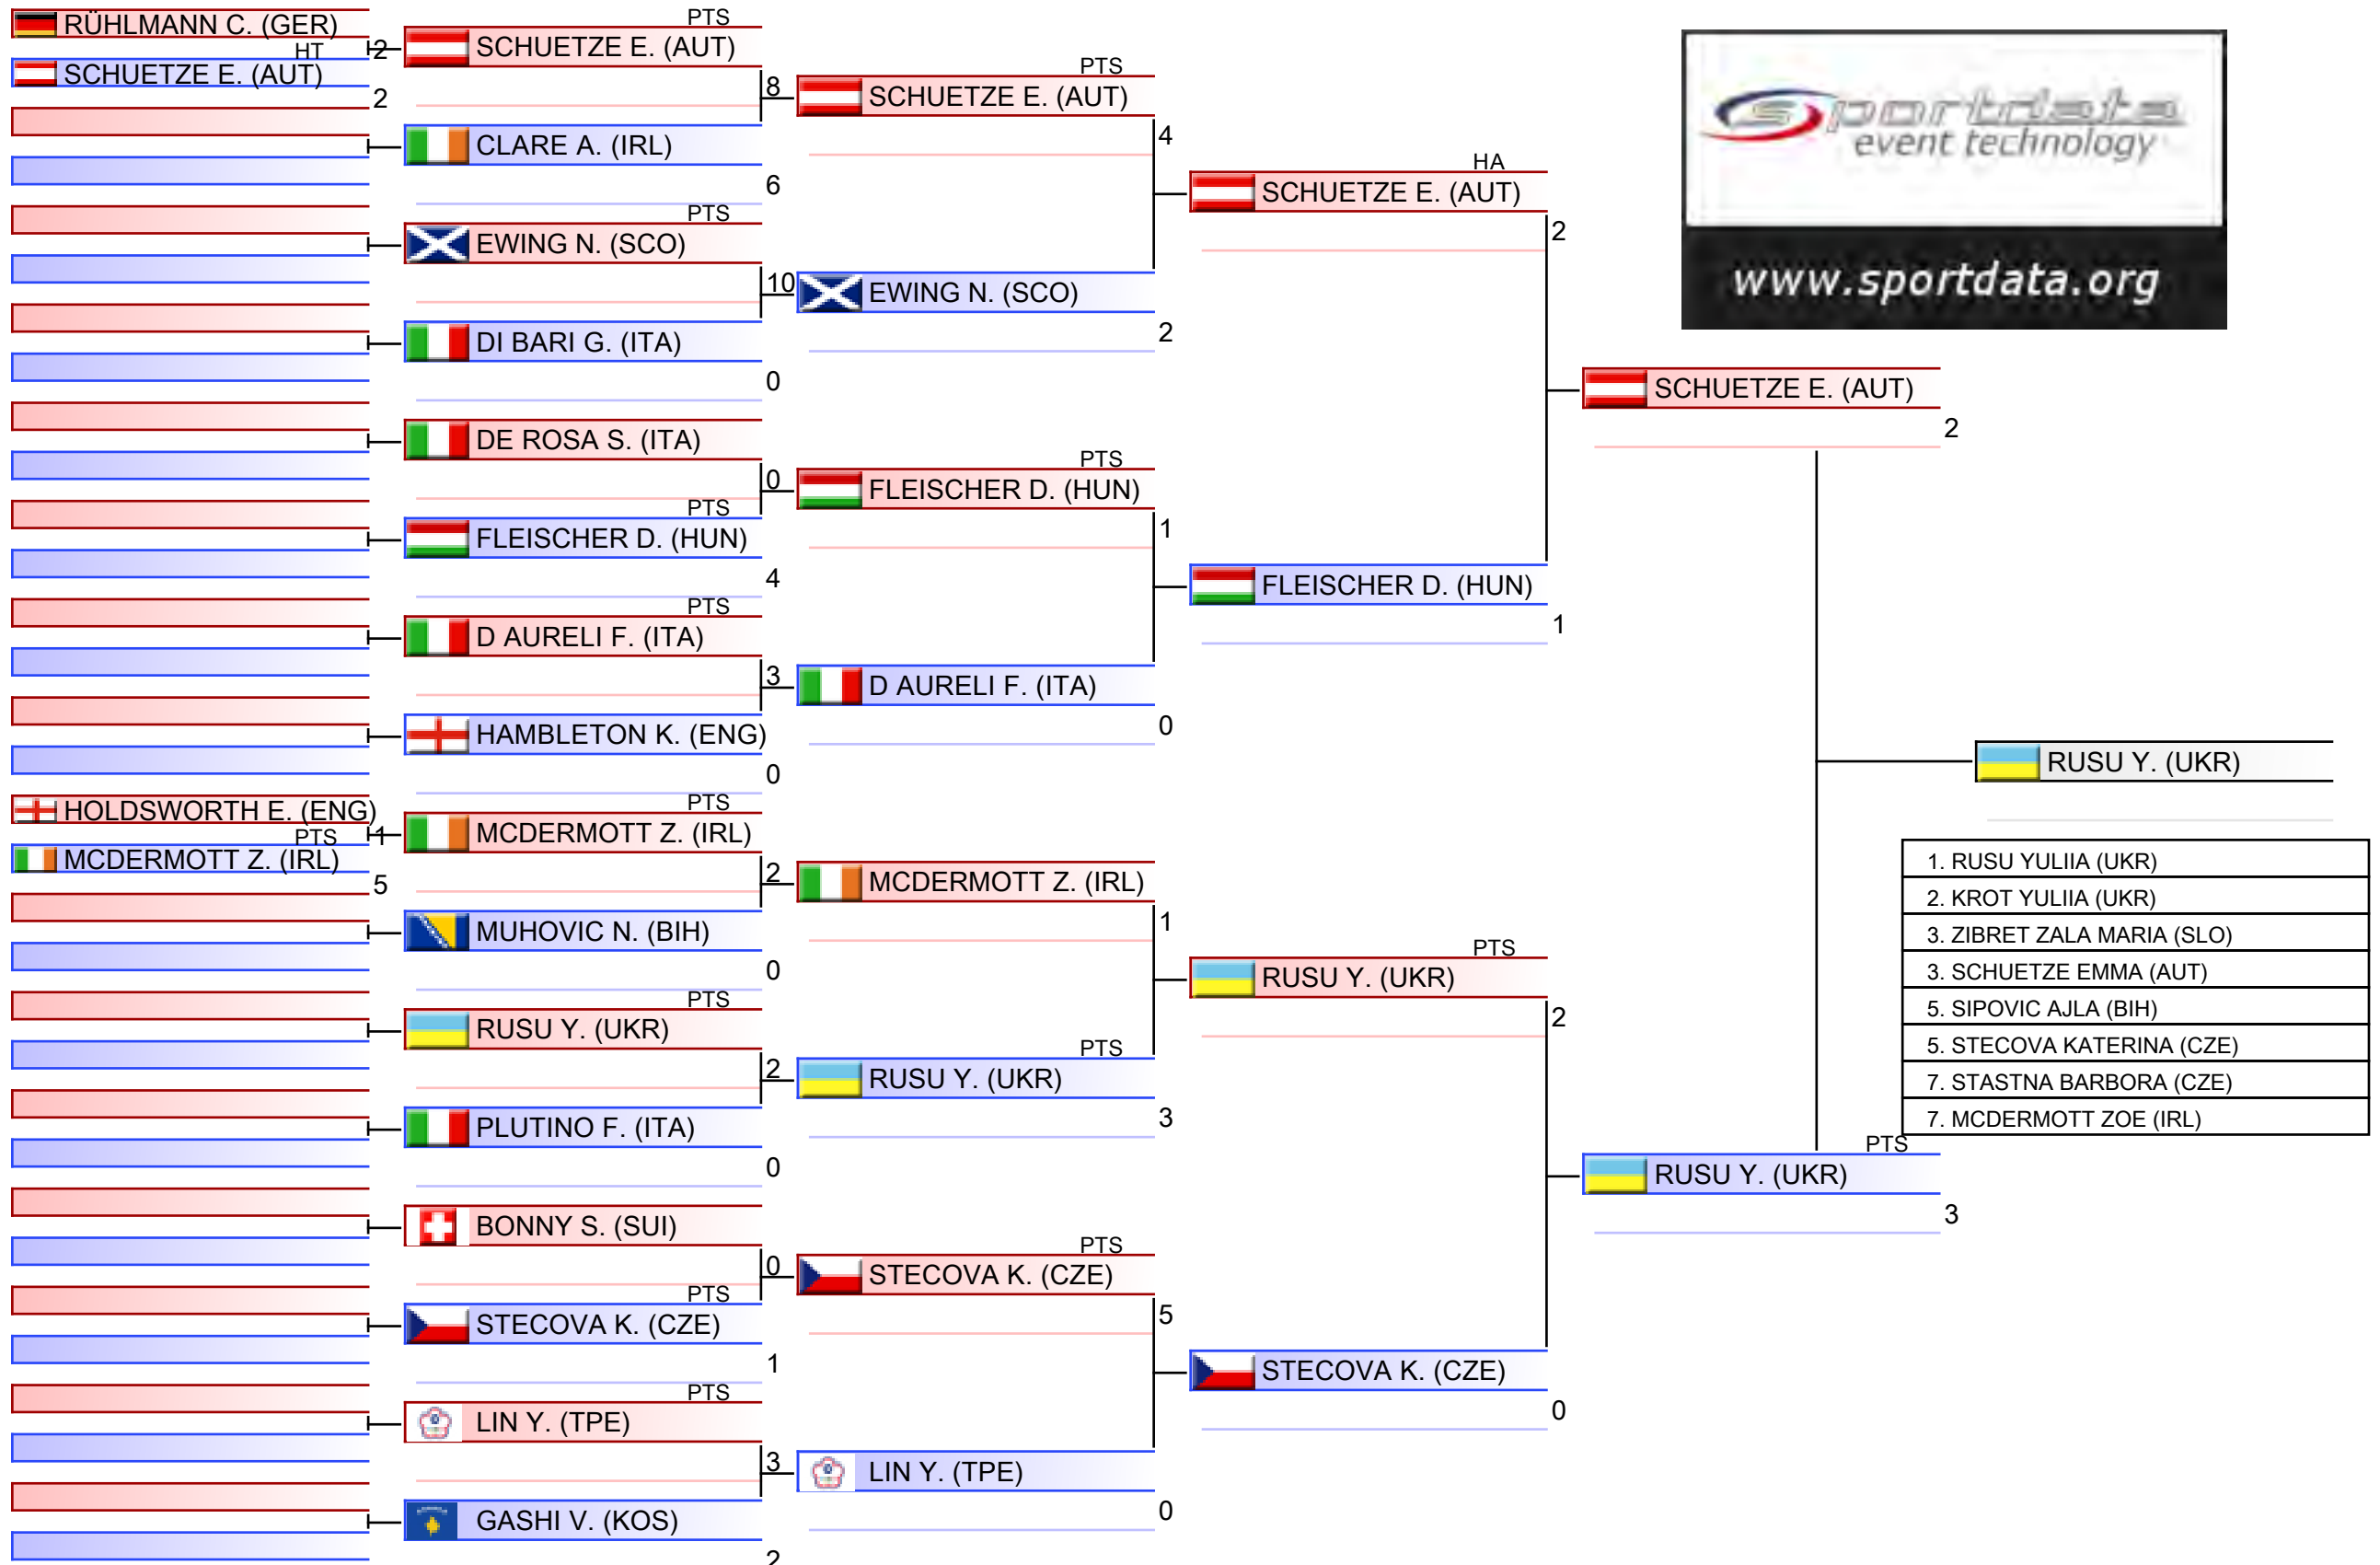 RÜHLMANN C. (GER)
HT
2
SCHUETZE E. (AUT)
2
HOLDSWORTH E. (ENG)
PTS
1
MCDERMOTT Z. (IRL)
5
PTS
SCHUETZE E. (AUT)
8
CLARE A. (IRL)
6
PTS
EWING N. (SCO)
10
DI BARI G. (ITA)
0
DE ROSA S. (ITA)
0
PTS
FLEISCHER D. (HUN)
4
PTS
D AURELI F. (ITA)
3
HAMBLETON K. (ENG)
0
PTS
MCDERMOTT Z. (IRL)
2
MUHOVIC N. (BIH)
0
PTS
RUSU Y. (UKR)
2
PLUTINO F. (ITA)
0
BONNY S. (SUI)
0
PTS
STECOVA K. (CZE)
1
PTS
LIN Y. (TPE)
3
GASHI V. (KOS)
2
PTS
SCHUETZE E. (AUT)
4
EWING N. (SCO)
2
PTS
FLEISCHER D. (HUN)
1
D AURELI F. (ITA)
0
MCDERMOTT Z. (IRL)
1
PTS
RUSU Y. (UKR)
3
PTS
STECOVA K. (CZE)
5
LIN Y. (TPE)
0
HA
SCHUETZE E. (AUT)
2
FLEISCHER D. (HUN)
1
PTS
RUSU Y. (UKR)
2
STECOVA K. (CZE)
0
SCHUETZE E. (AUT)
2
PTS
RUSU Y. (UKR)
3
RUSU Y. (UKR)
sportdata
event technology
www.sportdata.org
1. RUSU YULIIA (UKR)
2. KROT YULIIA (UKR)
3. ZIBRET ZALA MARIA (SLO)
3. SCHUETZE EMMA (AUT)
5. SIPOVIC AJLA (BIH)
5. STECOVA KATERINA (CZE)
7. STASTNA BARBORA (CZE)
7. MCDERMOTT ZOE (IRL)